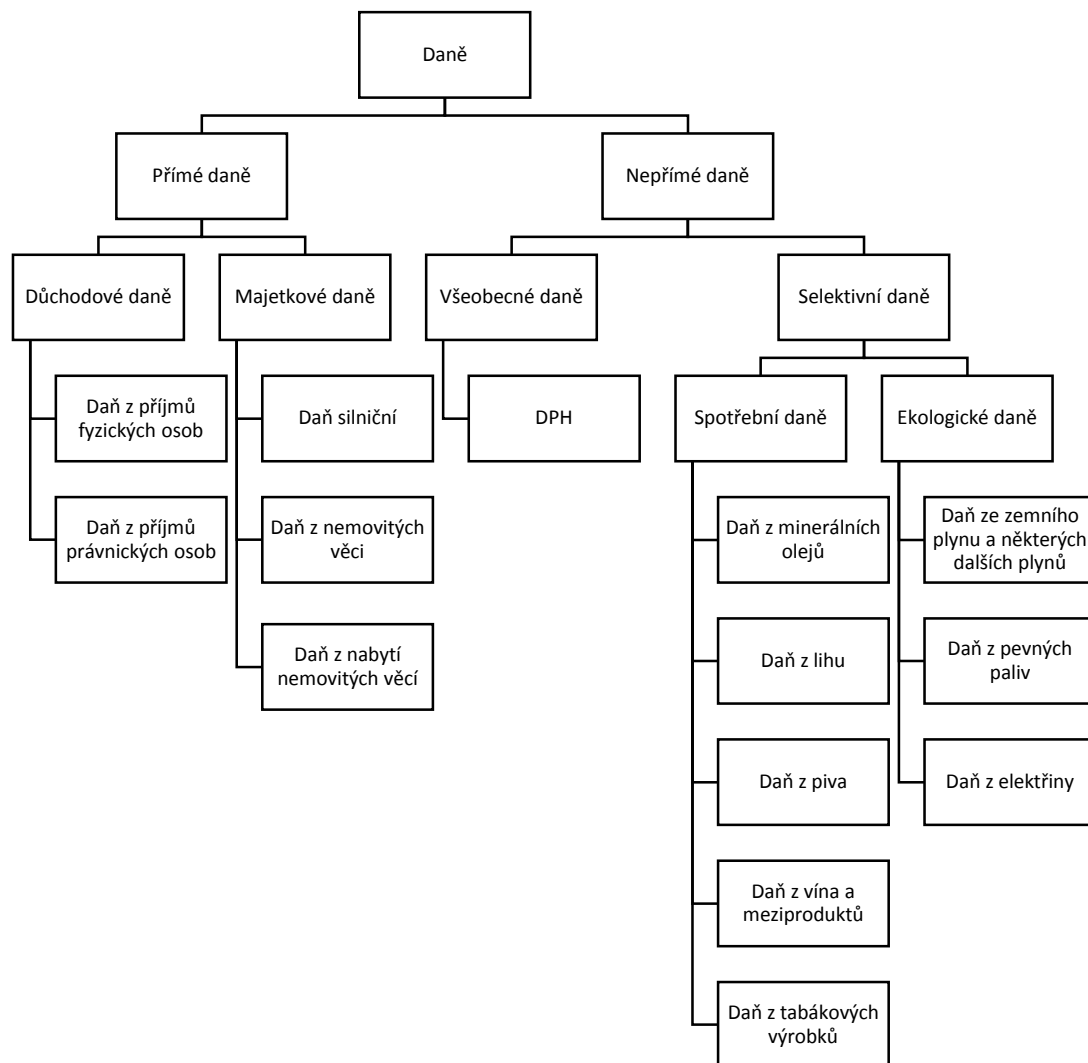 Daně
Přímé daně
Nepřímé daně
Důchodové daně
Majetkové daně
Všeobecné daně
Selektivní daně
Daň z příjmů
fyzických osob
Daň silniční
DPH
Spotřební daně
Ekologické daně
Daň z příjmů
právnických osob
Daň z nemovitých
věci
Daň z minerálních
olejů
Daň ze zemního
plynu a některých
dalších plynů
Daň z nabytí
nemovitých věcí
Daň z lihu
Daň z pevných
paliv
Daň z piva
Daň z elektřiny
Daň z vína a
meziproduktů
Daň z tabákových
výrobků